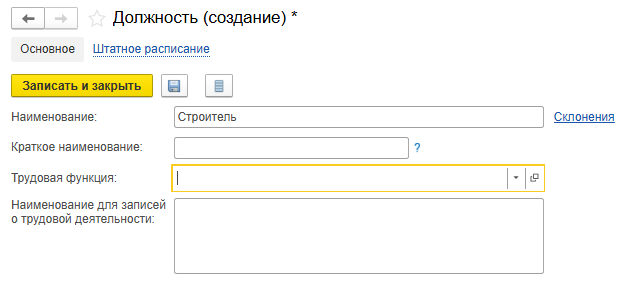 Должность (создание) *
Основное Штатное расписание
Записать и закрыть
Наименование: Строитель Склонения
Краткое наименование: ?
Трудовая функция:
Наименование для записей
о трудовой деятельности: